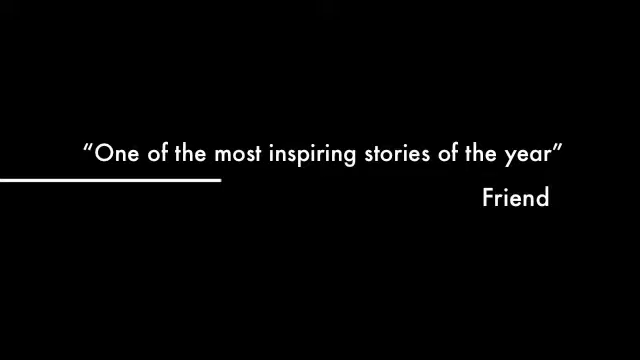 “One of the most inspiring stories of the year”
Friend